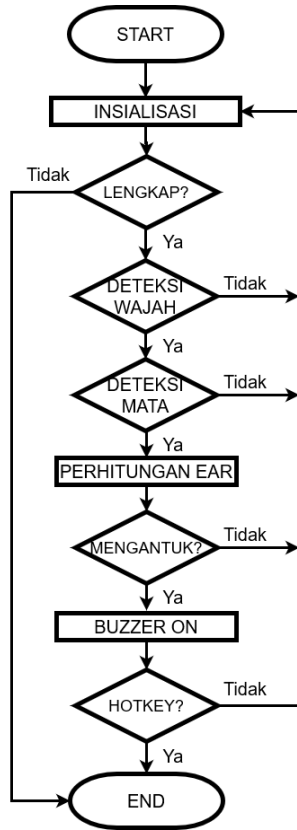 START
INSIALISASI
Tidak
LENGKAP?
Ya
DETEKSI
WAJAH
Tidak
Ya
DETEKSI
MATA
Tidak
Ya
PERHITUNGAN EAR
MENGANTUK?
Tidak
Ya
BUZZER ON
HOTKEY?
Tidak
Ya
END